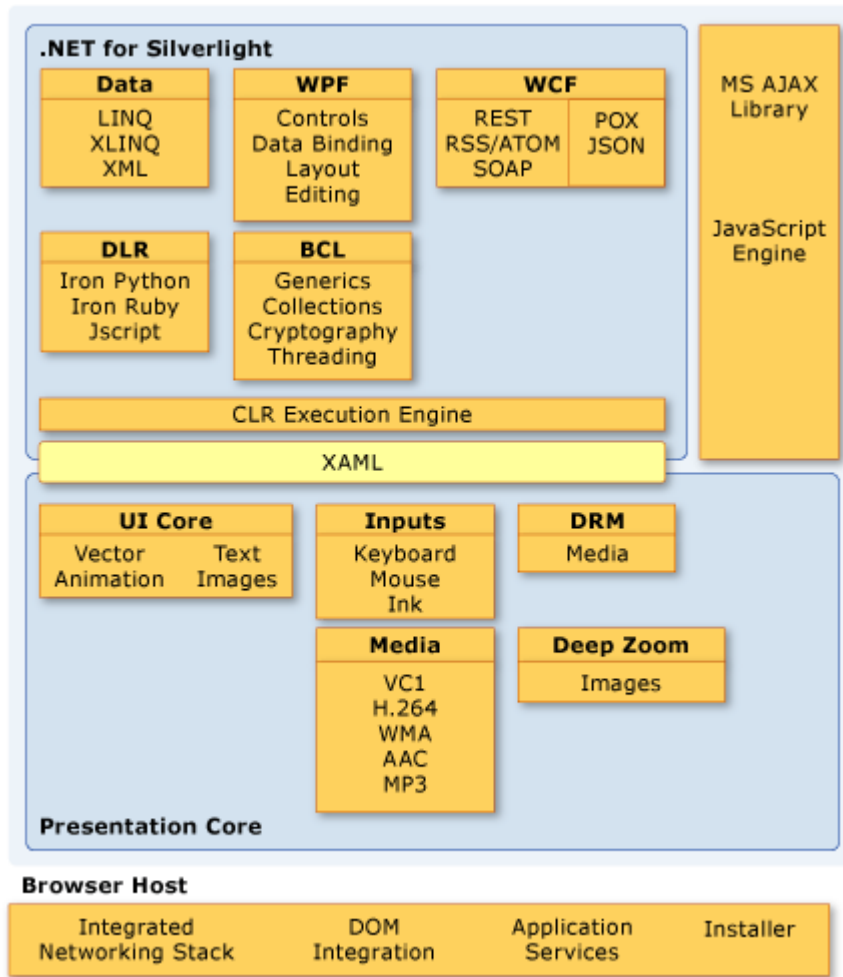 .NET for Silverlight
Data
LINQ
XLINQ
XML
WPF
Controls
Data Binding
Layout
Editing
WCF
REST
RSS/ATOM
SOAP
POX
JSON
MS AJAX
Library
JavaScript
Engine
DLR
Iron Python
Iron Ruby
Jscript
BCL
Generics
Collections
Cryptography
Threading
CLR Execution Engine
XAML
UI Core
Vector
Animation
Text
Images
Inputs
Keyboard
Mouse
Ink
DRM
Media
Media
VC1
H.264
WMA
AAC
MP3
Deep Zoom
Images
Presentation Core
Browser Host
Integrated
Networking Stack
DOM
Integration
Application
Services
Installer